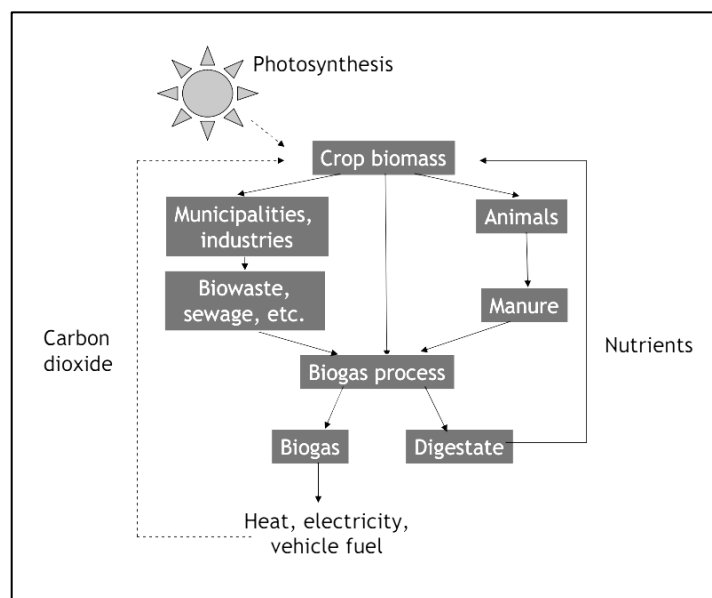 Photosynthesis
Crop biomass
Municipalities,
industries
Animals
Biowaste,
sewage, etc.
Manure
Carbon
dioxide
Nutrients
Biogas process
Biogas
Digestate
Heat, electricity,
vehicle fuel